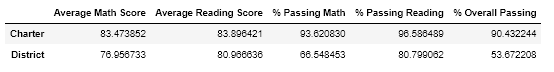 Average Math Score Average Reading Score % Passing Math % Passing Reading % Overall Passing
Charter 83.473852 83.896421 93.620830 96.586489 90.432244
District 76.956733 80.966636 66.548453 80.799062 53.672208